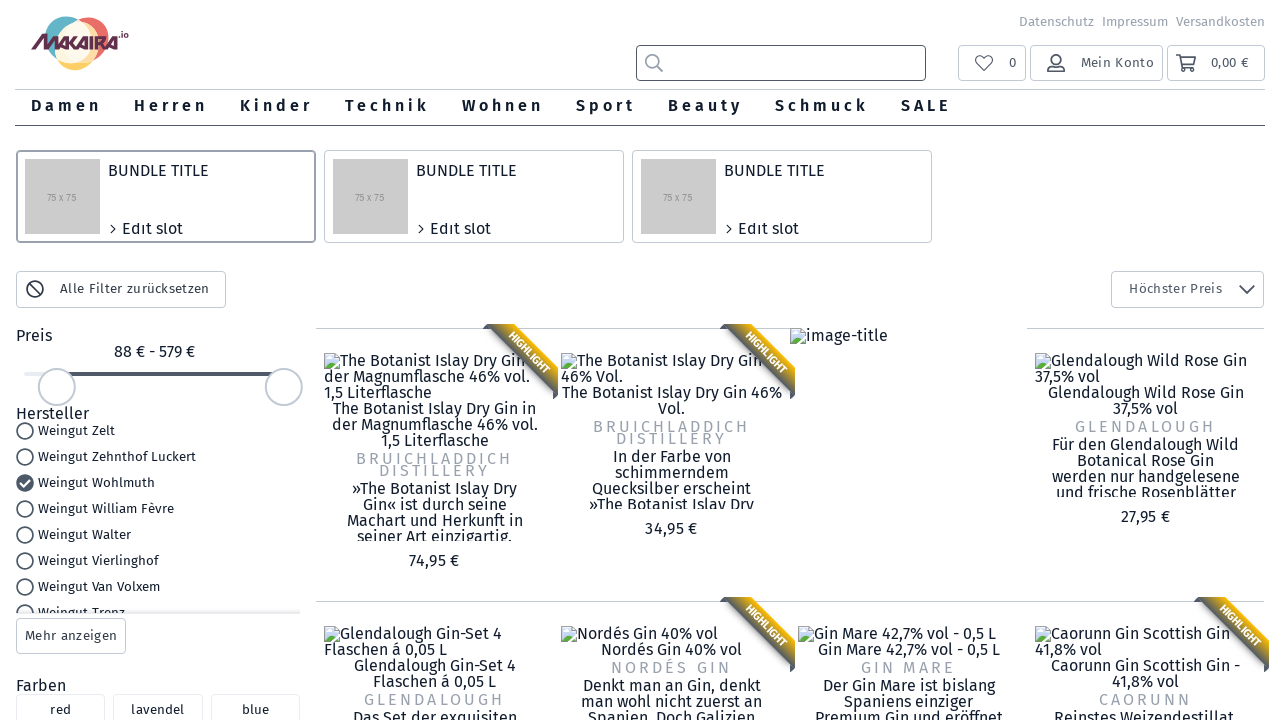 Datenschutz Impressum Versandkosten
MAKAIRA.io
0 Mein Konto 0,00 €
Damen Herren Kinder Technik Wohnen Sport Beauty Schmuck SALE
75 x 75
BUNDLE TITLE
> Edit slot
75 x 75
BUNDLE TITLE
> Edit slot
75 x 75
BUNDLE TITLE
> Edit slot
Alle Filter zurücksetzen
Höchster Preis
Preis
88 € - 579 €
Hersteller
Weingut Zelt
Weingut Zehnthof Luckert
Weingut Wohlmuth
Weingut William Fèvre
Weingut Walter
Weingut Vierlinghof
Weingut Van Volxem
Weingut Trenz
Mehr anzeigen
Farben
red
lavendel
blue
HIGHLIGHT
The Botanist Islay Dry Gin
der Magnumflasche 46% vol.
1,5 Literflasche
The Botanist Islay Dry Gin in
der Magnumflasche 46% vol.
1,5 Literflasche
BRUICHLADDICH
DISTILLERY
»The Botanist Islay Dry
Gin« ist durch seine
Machart und Herkunft in
seiner Art einzigartig.
74,95 €
HIGHLIGHT
The Botanist Islay Dry Gin
46% Vol.
The Botanist Islay Dry Gin 46%
Vol.
BRUICHLADDICH
DISTILLERY
In der Farbe von
schimmerndem
Quecksilber erscheint
»The Botanist Islay Dry
34,95 €
image-title
Glendalough Wild Rose Gin
37,5% vol
Glendalough Wild Rose Gin
37,5% vol
GLENDALOUGH
Für den Glendalough Wild
Botanical Rose Gin
werden nur handgelesene
und frische Rosenblätter
27,95 €
Glendalough Gin-Set 4
Flaschen á 0,05 L
Glendalough Gin-Set 4
Flaschen á 0,05 L
GLENDALOUGH
Das Set der exquisiten
HIGHLIGHT
Nordés Gin 40% vol
Nordés Gin 40% vol
NORDÉS GIN
Denkt man an Gin, denkt
man wohl nicht zuerst an
Spanien. Doch Galizien
Gin Mare 42,7% vol - 0,5 L
Gin Mare 42,7% vol - 0,5 L
GIN MARE
Der Gin Mare ist bislang
Spaniens einziger
Premium Gin und eröffnet
HIGHLIGHT
Caorunn Gin Scottish Gin -
41,8% vol
Caorunn Gin Scottish Gin -
41,8% vol
CAORUNN
Reinstes Weizendestillat